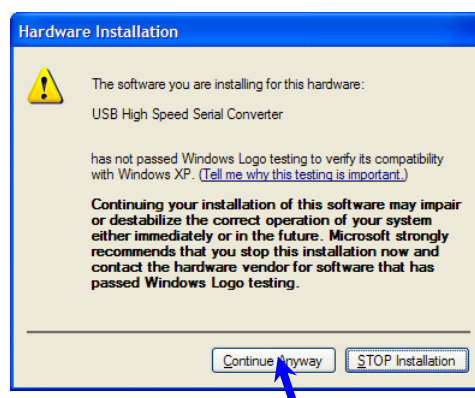 Hardware Installation
The software you are installing for this hardware:
USB High Speed Serial Converter
has not passed Windows Logo testing to verify its compatibility
with Windows XP. (Tell me why this testing is important.)
Continuing your installation of this software may impair
or destabilize the correct operation of your system
either immediately or in the future. Microsoft strongly
recommends that you stop this installation now and
contact the hardware vendor for software that has
passed Windows Logo testing.
Continue Anyway
STOP Installation